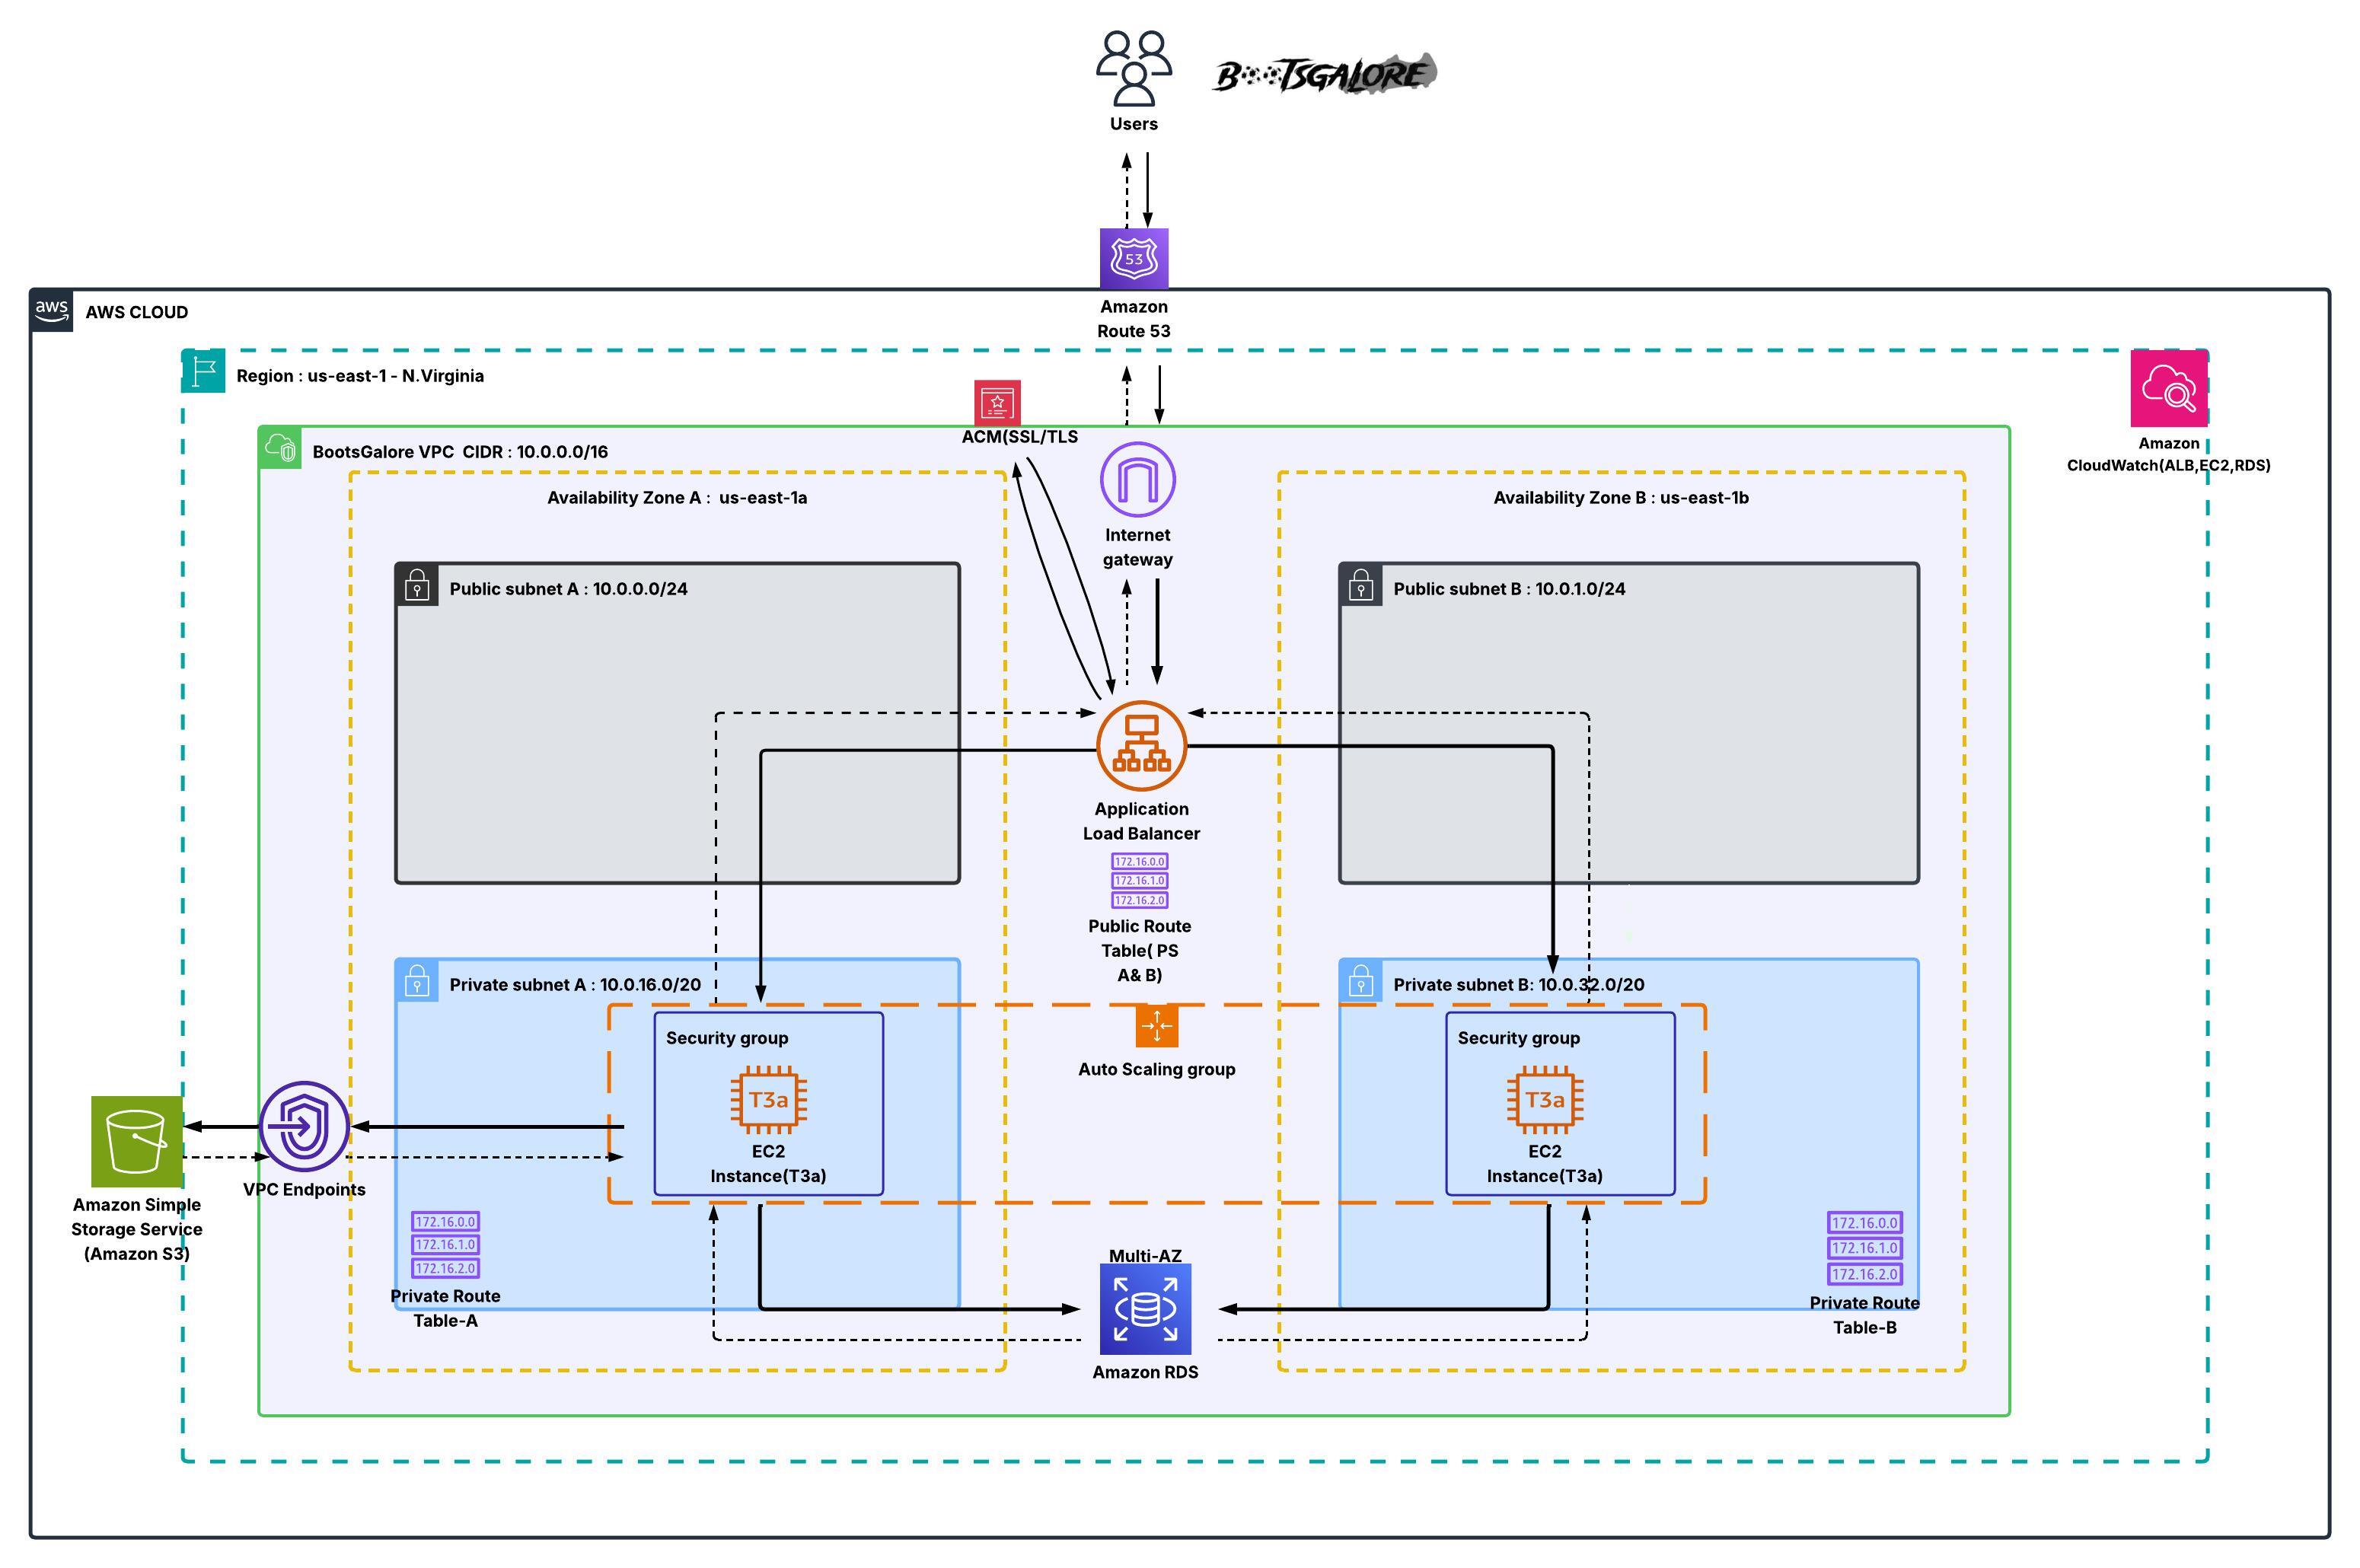 BOOTSGALORE
Users
53
Amazon
Route 53
aws
AWS CLOUD
Region : us-east-1 - N.Virginia
Amazon
CloudWatch(ALB,EC2,RDS)
ACM(SSL/TLS
BootsGalore VPC  CIDR : 10.0.0.0/16
Availability Zone A :  us-east-1a
Internet
gateway
Availability Zone B : us-east-1b
Public subnet A : 10.0.0.0/24
Public subnet B : 10.0.1.0/24
Application
Load Balancer
172.16.0.0
172.16.1.0
172.16.2.0
Public Route
Table( PS
A& B)
Private subnet A : 10.0.16.0/20
Private subnet B: 10.0.32.0/20
Security group
T3a
EC2
Instance(T3a)
Auto Scaling group
Security group
T3a
EC2
Instance(T3a)
VPC Endpoints
Amazon Simple
Storage Service
(Amazon S3)
172.16.0.0
172.16.1.0
172.16.2.0
Private Route
Table-A
Multi-AZ
Amazon RDS
172.16.0.0
172.16.1.0
172.16.2.0
Private Route
Table-B